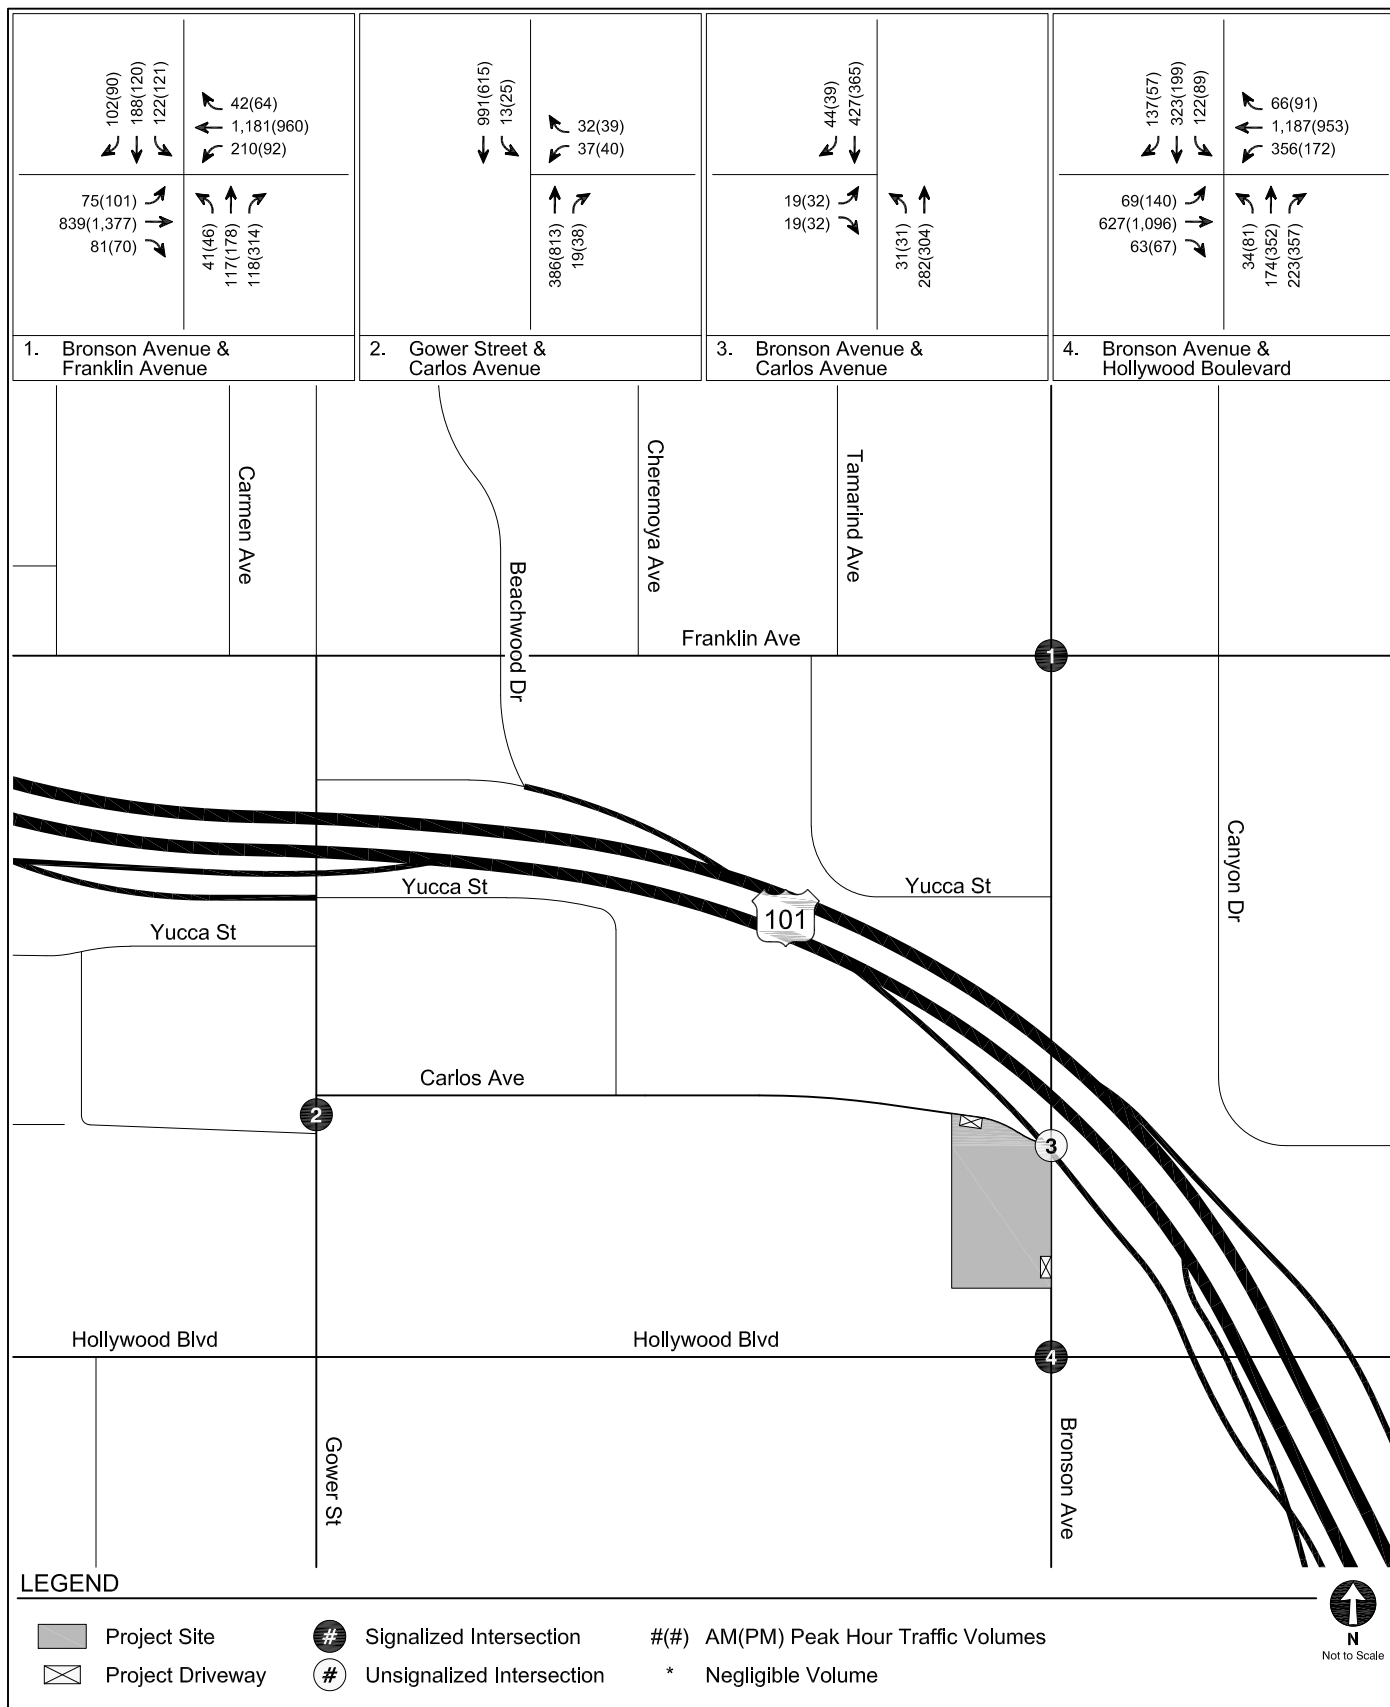 102(90)
188(120)
122(121)
42(64)
1,181(960)
210(92)
75(101)
839(1,377)
81(70)
41(46)
117(178)
118(314)
1. Bronson Avenue &
Franklin Avenue
991(615)
13(25)
32(39)
37(40)
386(813)
19(38)
2. Gower Street &
Carlos Avenue
44(39)
427(365)
19(32)
19(32)
31(31)
282(304)
3. Bronson Avenue &
Carlos Avenue
137(57)
323(199)
122(89)
66(91)
1,187(953)
356(172)
69(140)
627(1,096)
63(67)
34(81)
174(352)
223(357)
4. Bronson Avenue &
Hollywood Boulevard
Carmen Ave
Beachwood Dr
Cheremoya Ave
Tamarind Ave
Franklin Ave
1
Canyon Dr
Yucca St
Yucca St
101
Yucca St
Carlos Ave
2
3
Hollywood Blvd
Hollywood Blvd
4
Gower St
Bronson Ave
LEGEND
Project Site
# Signalized Intersection
#(#) AM(PM) Peak Hour Traffic Volumes
Project Driveway
# Unsignalized Intersection
* Negligible Volume
N
Not to Scale